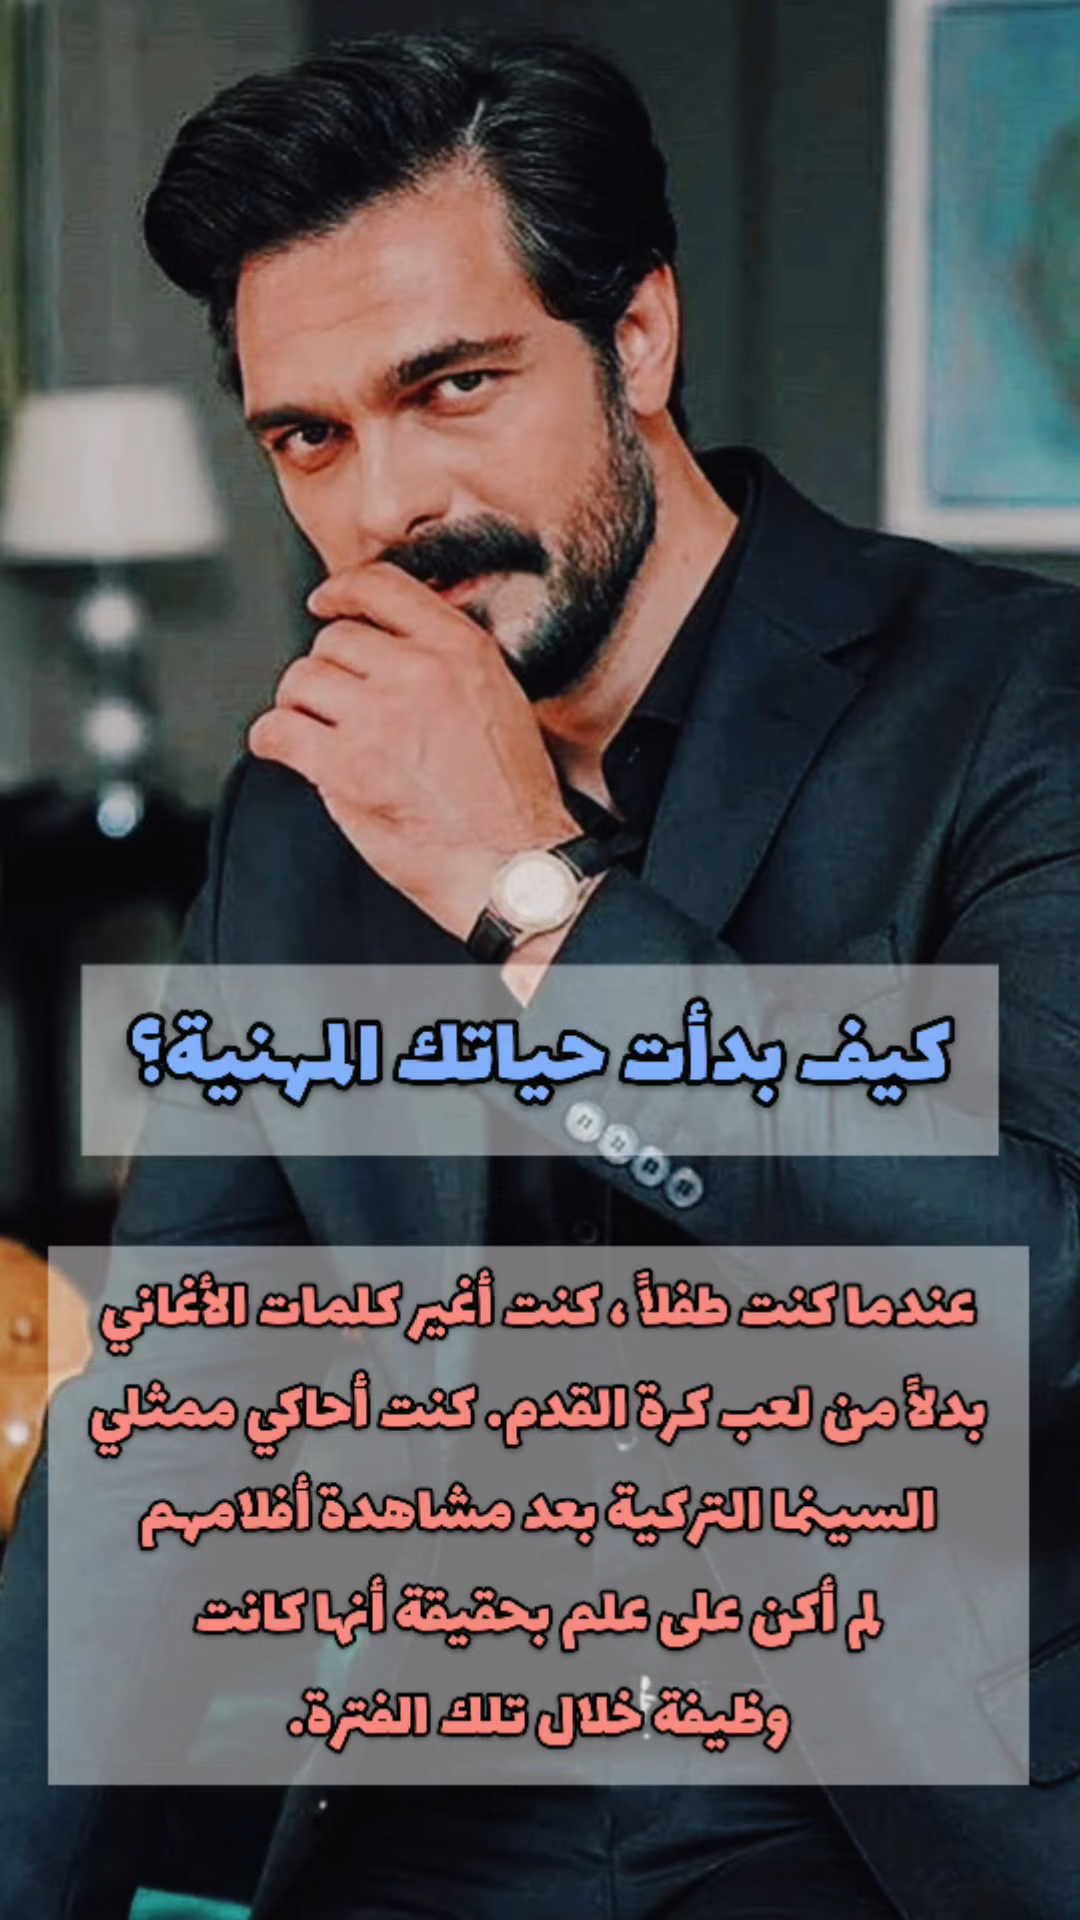 كيف بدأت حياتك المهنية؟
عندما كنت طفلاً ، كنت أغير كلمات الأغاني
بدلاً من لعب كرة القدم. كنت أحاكي ممثلي
السينما التركية بعد مشاهدة أفلامهم
لم أكن على علم بحقيقة أنها كانت
وظيفة خلال تلك الفترة.